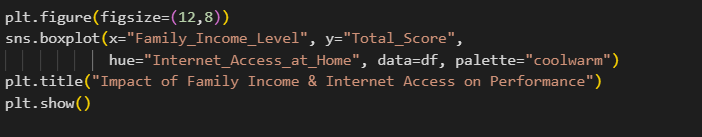 plt.figure(figsize=(12,8))
sns.boxplot(x="Family_Income_Level", y="Total_Score",
            hue="Internet_Access_at_Home", data=df, palette="coolwarm")
plt.title("Impact of Family Income & Internet Access on Performance")
plt.show()